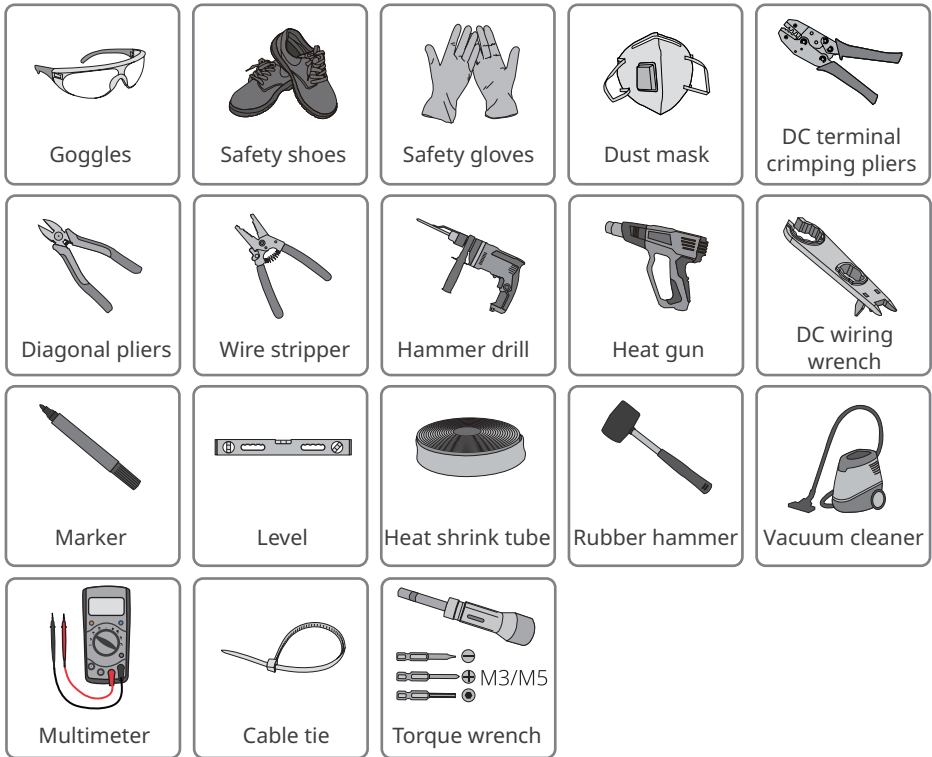 Goggles
Safety shoes
Safety gloves
Dust mask
DC terminal
crimping pliers
Diagonal pliers
Wire stripper
Hammer drill
Heat gun
DC wiring
wrench
Marker
Level
Heat shrink tube
Rubber hammer
Vacuum cleaner
Multimeter
Cable tie
M3/M5
Torque wrench